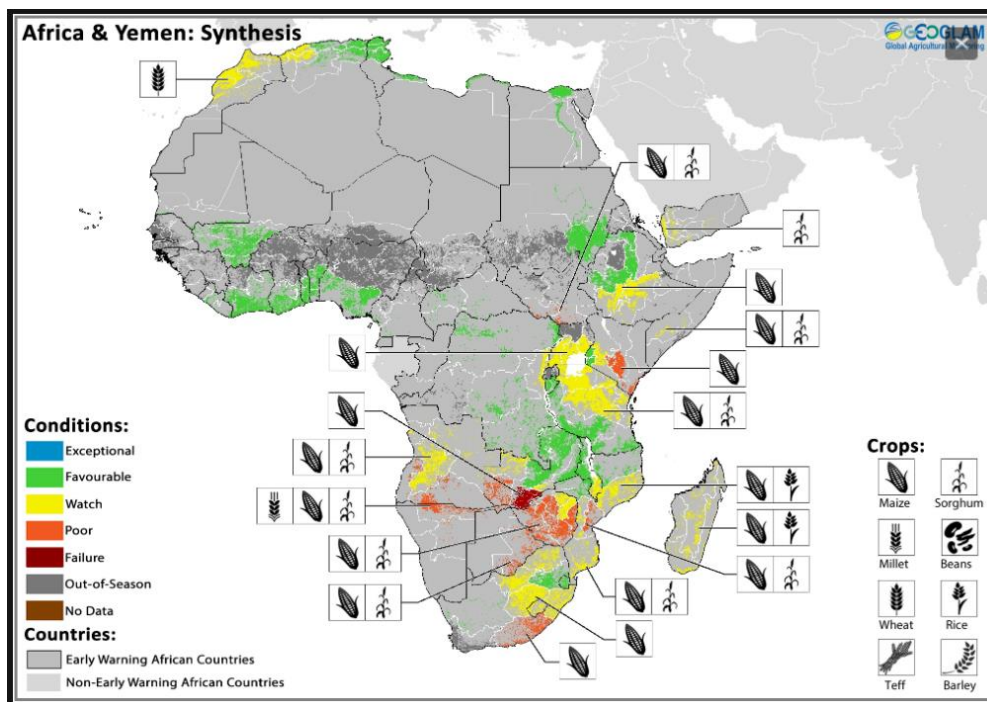 Africa & Yemen: Synthesis
GEOGLAM
Global Agricultural Monitoring
Conditions:
Exceptional
Favourable
Watch
Poor
Failure
Out-of-Season
No Data
Countries:
Early Warning African Countries
Non-Early Warning African Countries
Crops:
Maize Sorghum
Millet Beans
Wheat Rice
Teff Barley